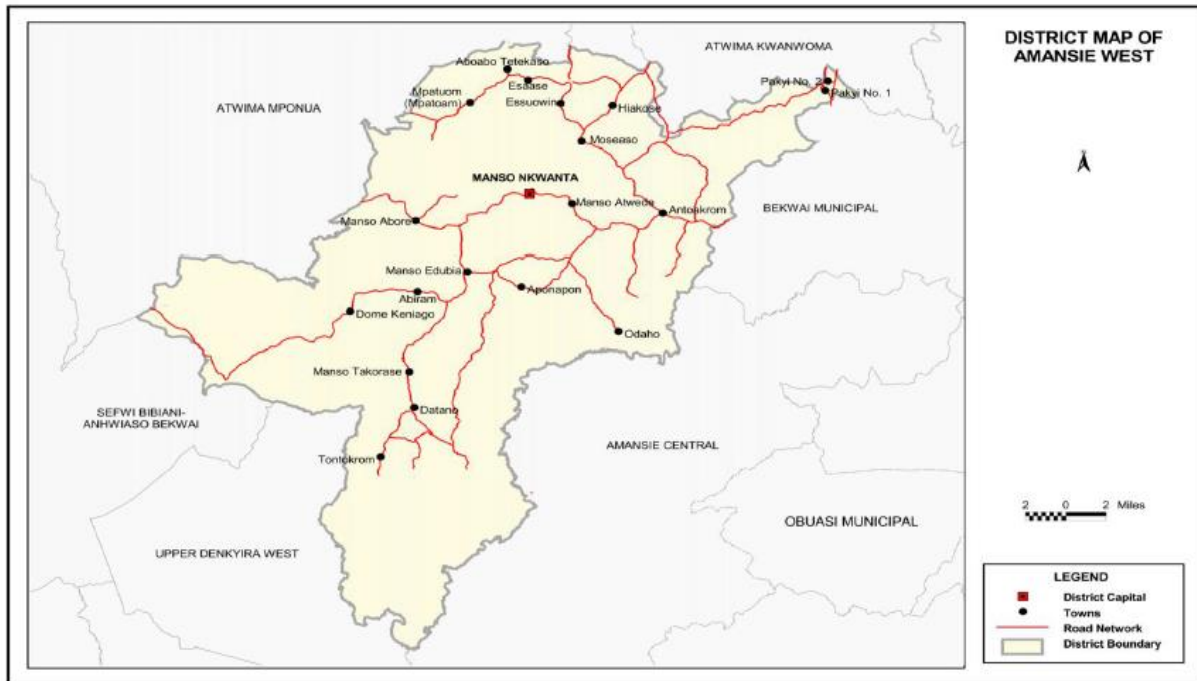 DISTRICT MAP OF
AMANSIE WEST
ATWIMA KWANWOMA
Aboabo Tetekaso
Esaase
Pakyi No. 2
Pakyi No. 1
Mpatuom
(Mpatoam)
Essuowin
Hiakose
ATWIMA MPONUA
Moseaso
MANSO NKWANTA
Manso Atwede
Antoakrom
BEKWAI MUNICIPAL
Manso Abore
Manso Edubia
Aponapon
Abiram
Dome Keniago
Odaho
Manso Takorase
Datano
SEFWI BIBIANI-
ANHWIASO BEKWAI
Tontokrom
AMANSIE CENTRAL
2 0 2 Miles
OBUASI MUNICIPAL
UPPER DENKYIRA WEST
LEGEND
District Capital
Towns
Road Network
District Boundary